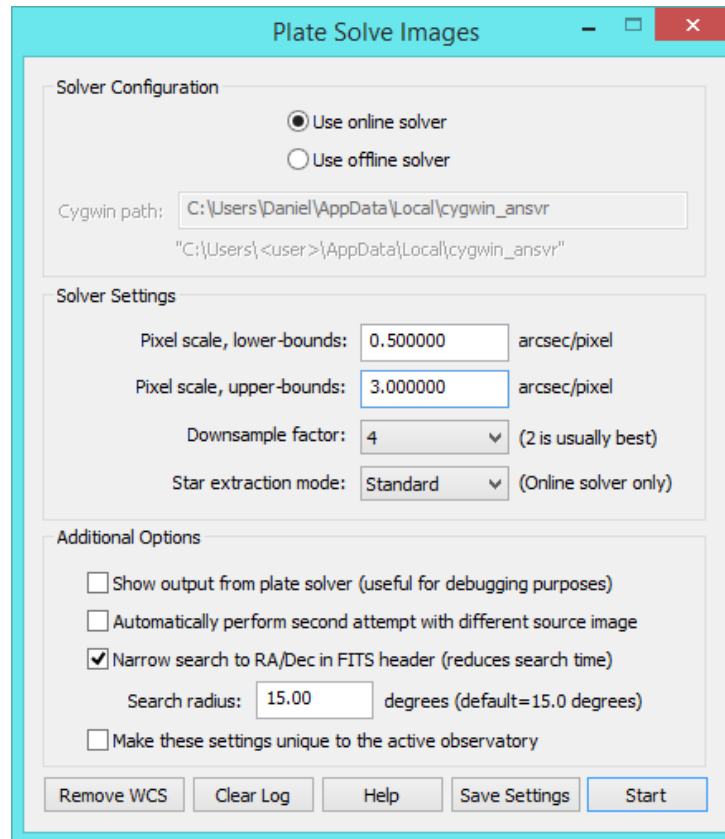 Plate Solve Images
Solver Configuration
Use online solver
Use offline solver
Cygwin path: C:\Users\Daniel\AppData\Local\cygwin_ansvr
"C:\Users\<user>\AppData\Local\cygwin_ansvr"
Solver Settings
Pixel scale, lower-bounds: 0.500000 arcsec/pixel
Pixel scale, upper-bounds: 3.000000 arcsec/pixel
Downsample factor: 4 (2 is usually best)
Star extraction mode: Standard (Online solver only)
Additional Options
Show output from plate solver (useful for debugging purposes)
Automatically perform second attempt with different source image
Narrow search to RA/Dec in FITS header (reduces search time)
Search radius: 15.00 degrees (default=15.0 degrees)
Make these settings unique to the active observatory
Remove WCS Clear Log Help Save Settings Start